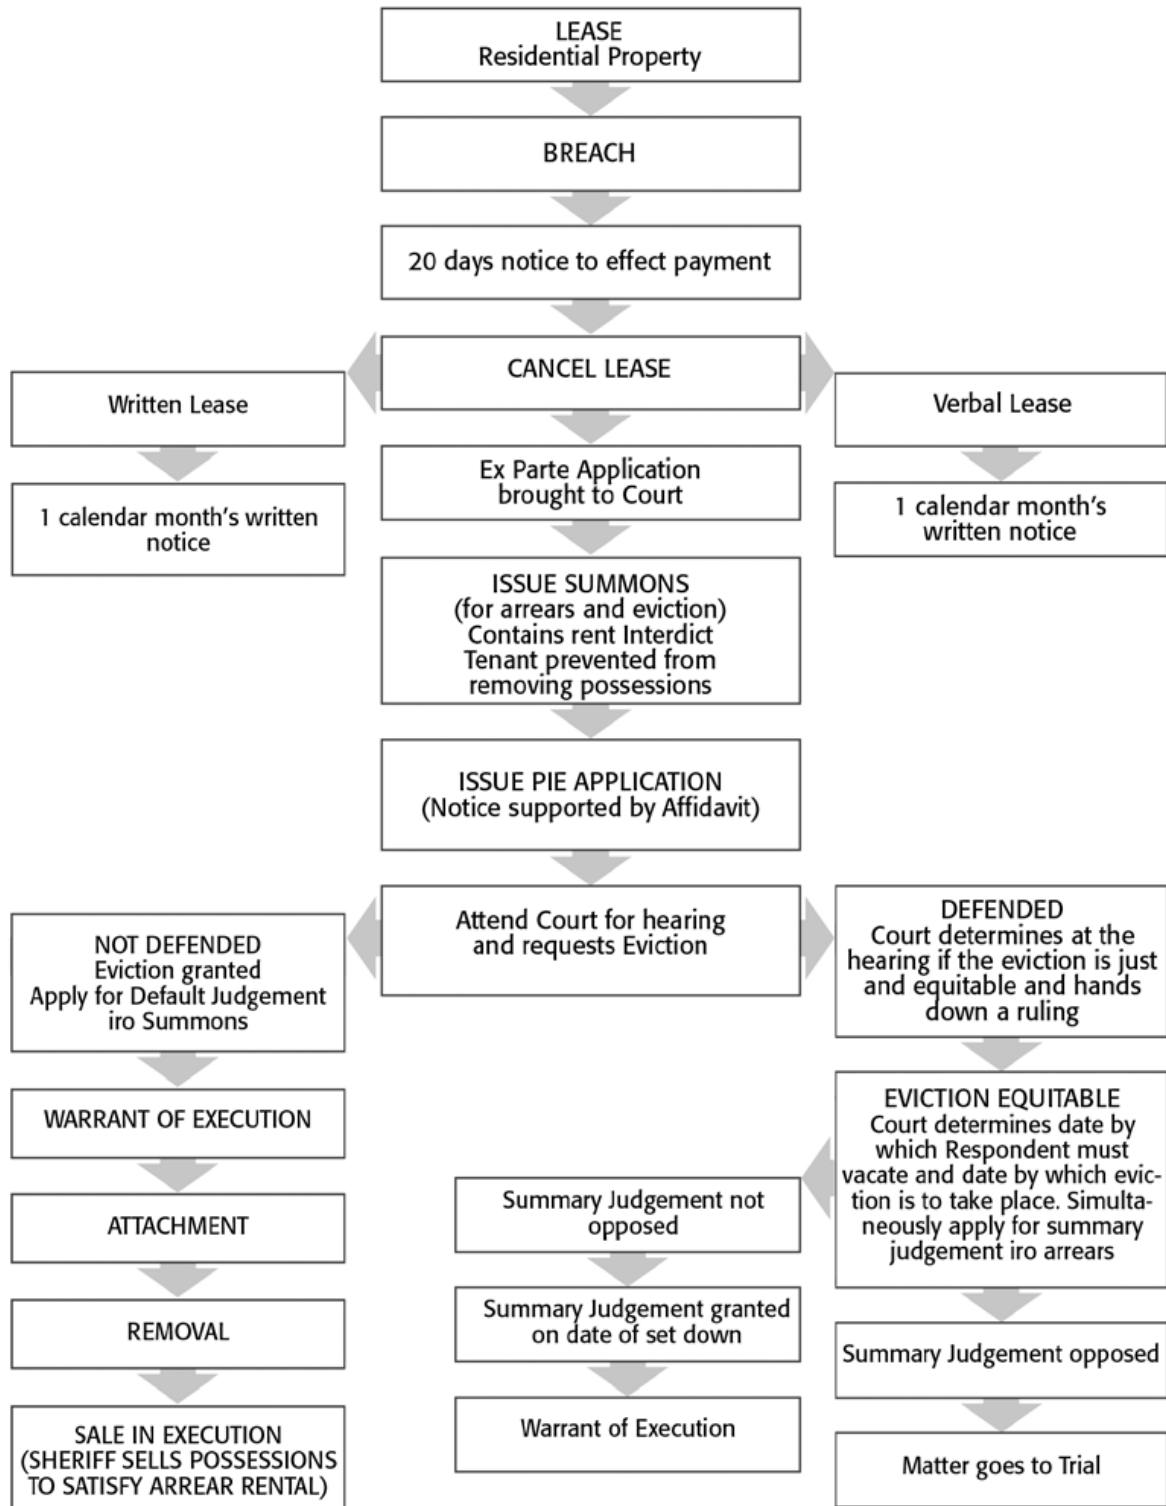 LEASE
Residential Property
BREACH
20 days notice to effect payment
CANCEL LEASE
Written Lease
1 calendar month's written
notice
Verbal Lease
1 calendar month's
written notice
Ex Parte Application
brought to Court
ISSUE SUMMONS
(for arrears and eviction)
Contains rent Interdict
Tenant prevented from
removing possessions
ISSUE PIE APPLICATION
(Notice supported by Affidavit)
Attend Court for hearing
and requests Eviction
NOT DEFENDED
Eviction granted
Apply for Default Judgement
iro Summons
WARRANT OF EXECUTION
ATTACHMENT
REMOVAL
SALE IN EXECUTION
(SHERIFF SELLS POSSESSIONS
TO SATISFY ARREAR RENTAL)
DEFENDED
Court determines at the
hearing if the eviction is just
and equitable and hands
down a ruling
EVICTION EQUITABLE
Court determines date by
which Respondent must
vacate and date by which evic-
tion is to take place. Simulta-
neously apply for summary
judgement iro arrears
Summary Judgement not
opposed
Summary Judgement granted
on date of set down
Warrant of Execution
Summary Judgement opposed
Matter goes to Trial